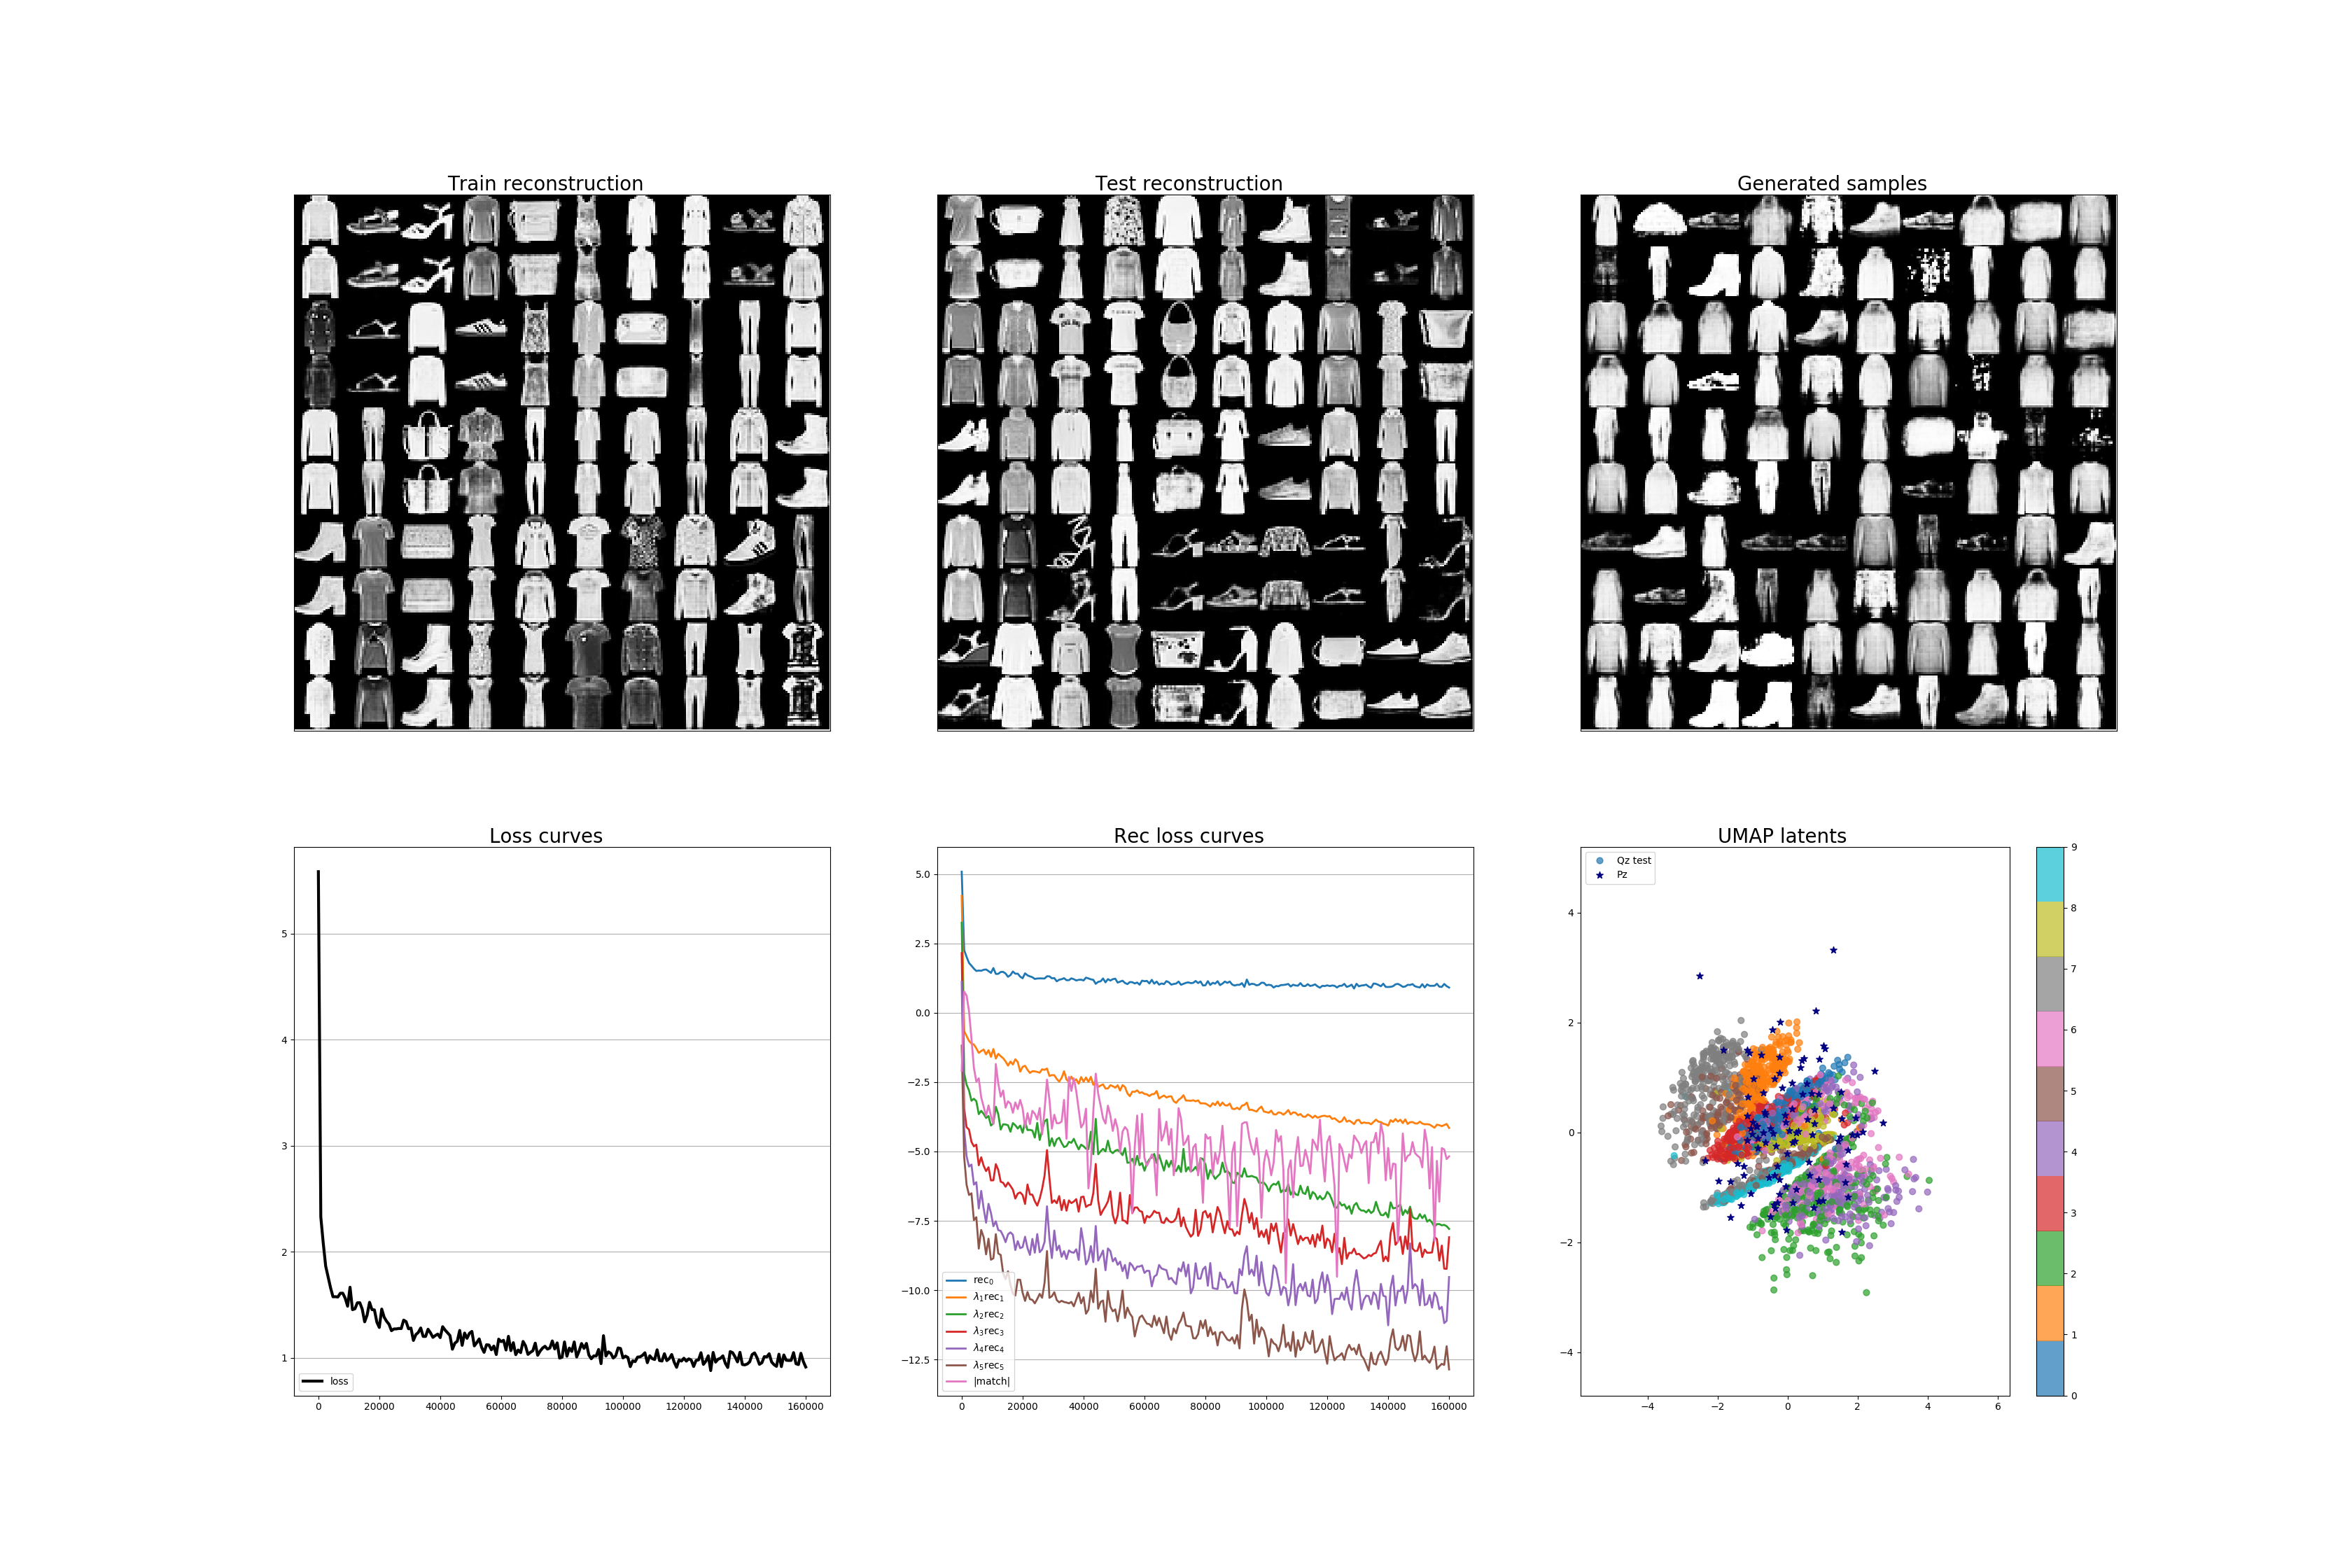 Train reconstruction
Test reconstruction
Generated samples
Loss curves
5
4
3
2
1
loss
0 20000 40000 60000 80000 100000 120000 140000 160000
Rec loss curves
5.0
2.5
0.0
−2.5
−5.0
−7.5
−10.0
−12.5
rec₀
λ₁rec₁
λ₂rec₂
λ₃rec₃
λ₄rec₄
λ₅rec₅
|match|
0 20000 40000 60000 80000 100000 120000 140000 160000
UMAP latents
Qz test
Pz
4
2
0
−2
−4
−4 −2 0 2 4 6
9
8
7
6
5
4
3
2
1
0